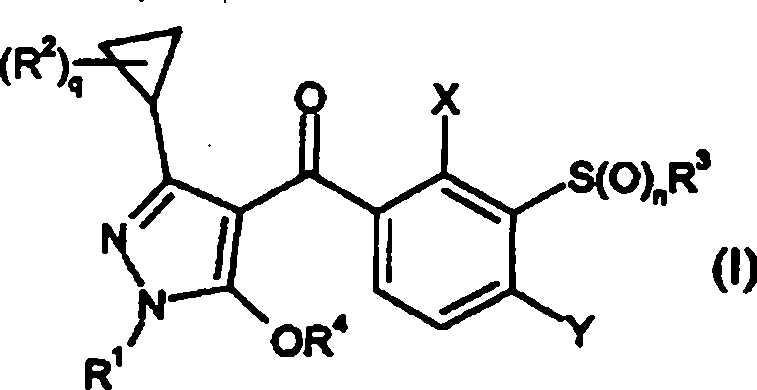 (R²)q
O
X
S(O)nR³
N
(I)
N
OR⁴
Y
R¹